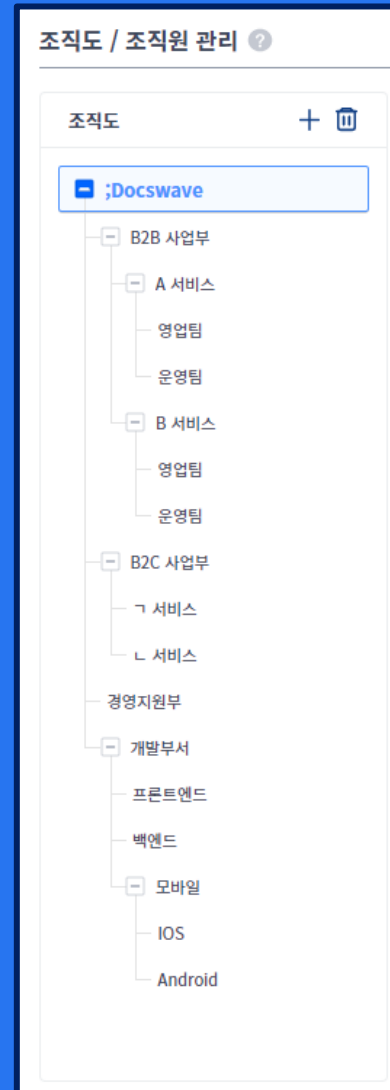 조직도 / 조직원 관리 ?
조직도
;Docswave
B2B 사업부
A 서비스
영업팀
운영팀
B 서비스
영업팀
운영팀
B2C 사업부
ㄱ 서비스
ㄴ 서비스
경영지원부
개발부서
프론트엔드
백엔드
모바일
IOS
Android